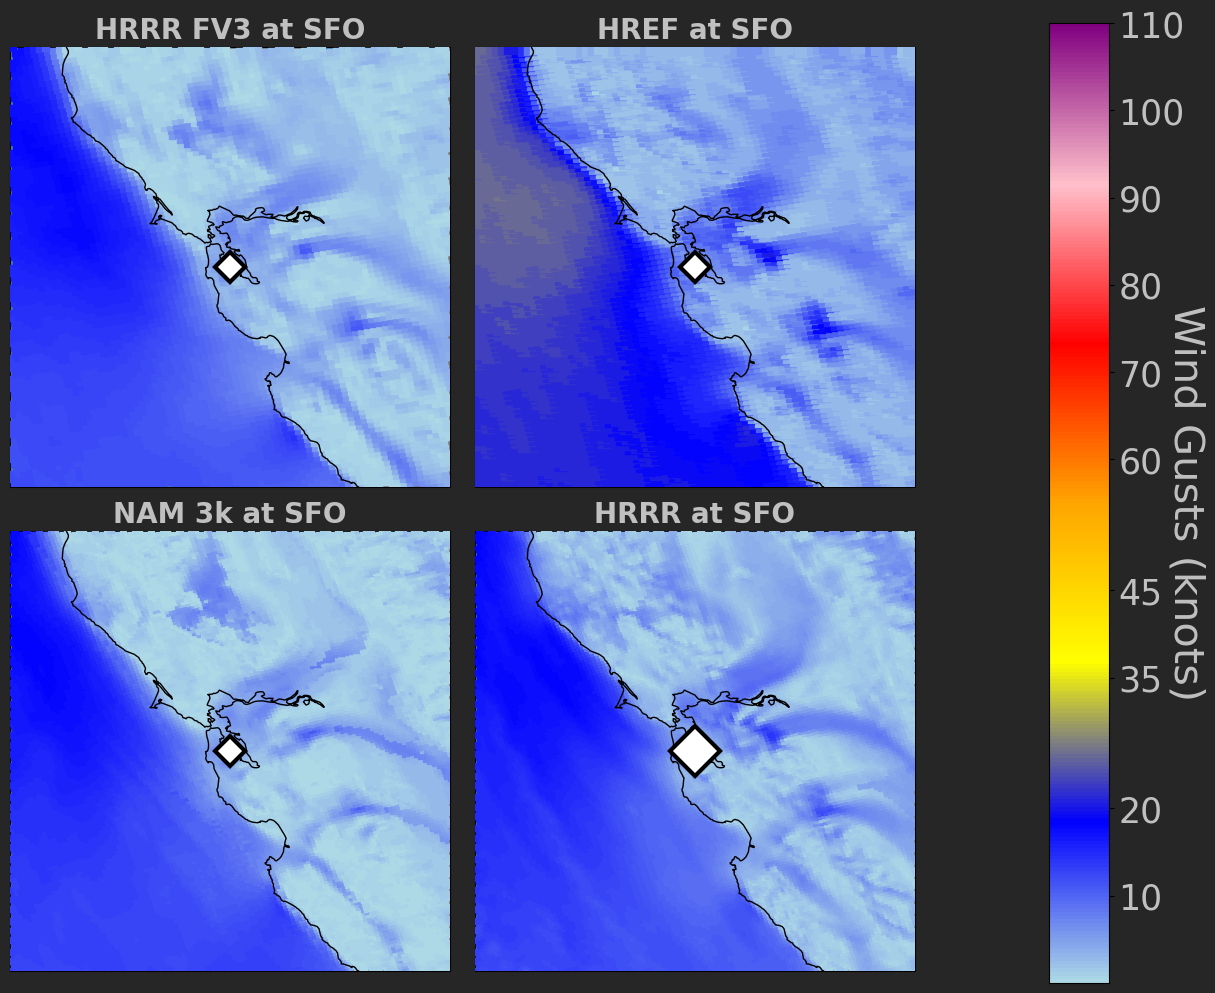 HRRR FV3 at SFO
HREF at SFO
NAM 3k at SFO
HRRR at SFO
110
100
90
80
70
60
45
35
20
10
Wind Gusts (knots)